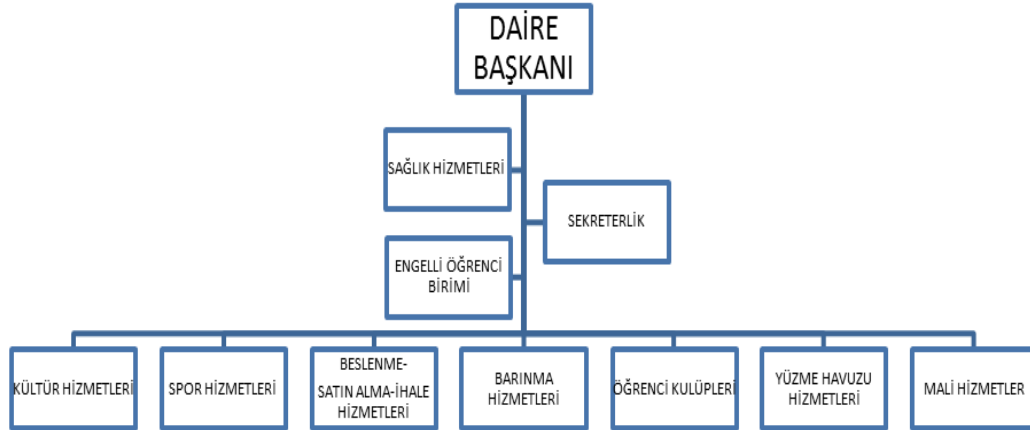 DAİRE
BAŞKANI
SAĞLIK HİZMETLERİ
SEKRETERLİK
ENGELLİ ÖĞRENCİ
BİRİMİ
KÜLTÜR HİZMETLERİ
SPOR HİZMETLERİ
BESLENME-
SATIN ALMA-İHALE
HİZMETLERİ
BARINMA
HİZMETLERİ
ÖĞRENCİ KULÜPLERİ
YÜZME HAVUZU
HİZMETLERİ
MALİ HİZMETLER